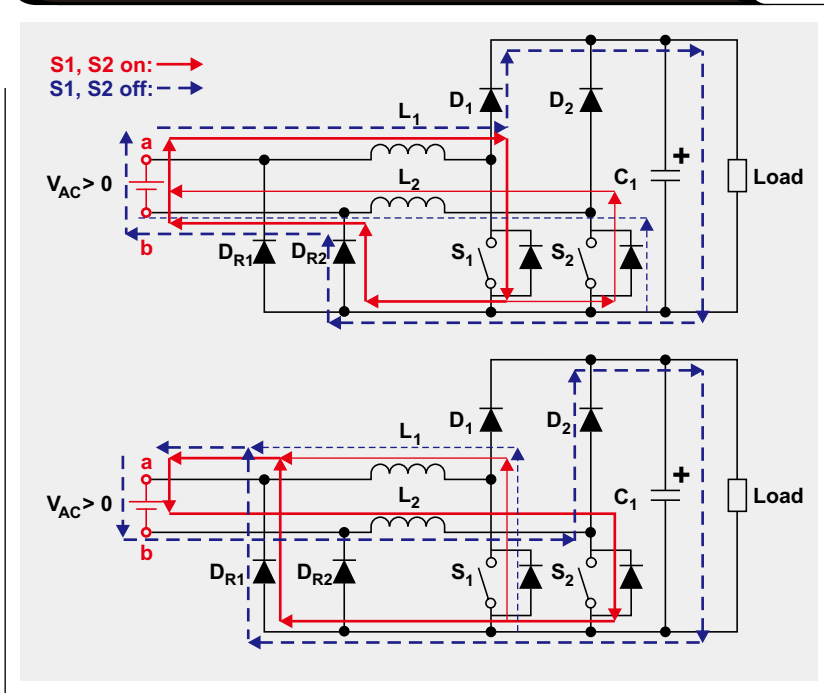 S1, S2 on:
S1, S2 off:
L1
D1
D2
a
VAC > 0
L2
C1
+
Load
b
DR1
DR2
S1
S2
D1
D2
L1
a
VAC > 0
L2
C1
+
Load
b
DR1
DR2
S1
S2